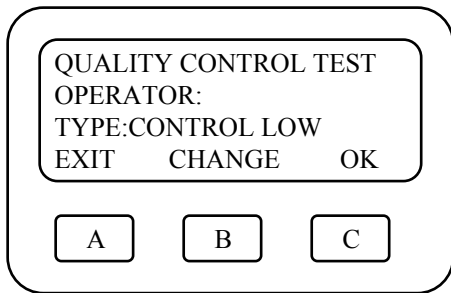 QUALITY CONTROL TEST
OPERATOR:
TYPE:CONTROL LOW
EXIT CHANGE OK
A B C